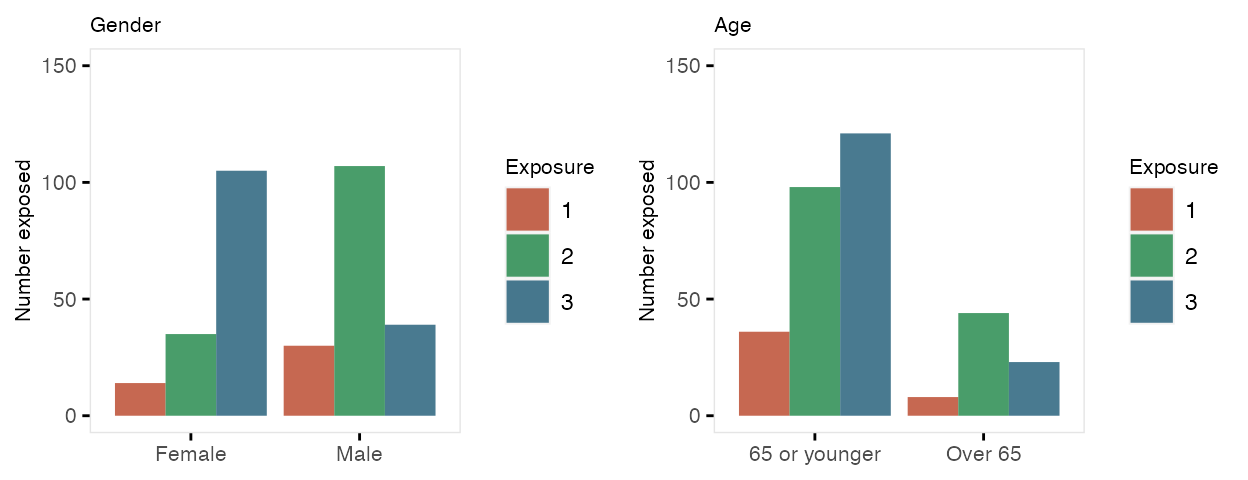 Gender
150
100
50
0
Number exposed
Female Male
Exposure
1
2
3
Age
150
100
50
0
Number exposed
65 or younger Over 65
Exposure
1
2
3